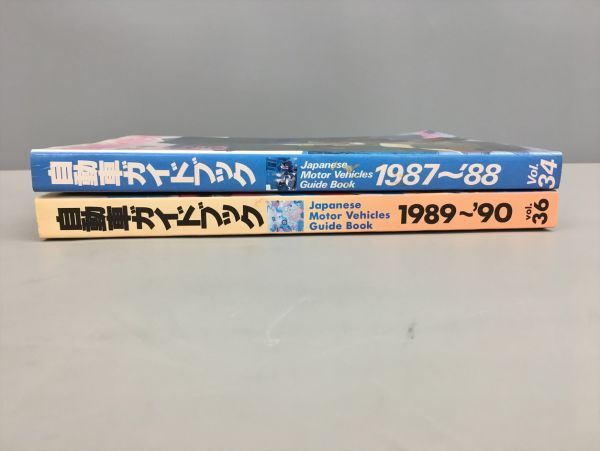 自動車ガイドブック
Japanese
Motor Vehicles
Guide Book
1987~'88
Vol.
34
自動車ガイドブック
Japanese
Motor Vehicles
Guide Book
1989~'90
vol.
36